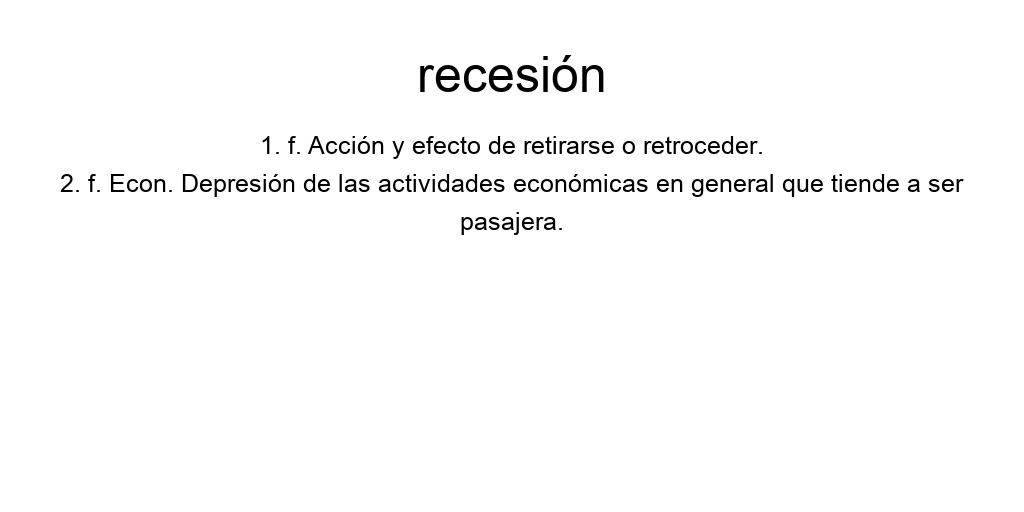 recesión
1. f. Acción y efecto de retirarse o retroceder.
2. f. Econ. Depresión de las actividades económicas en general que tiende a ser
pasajera.